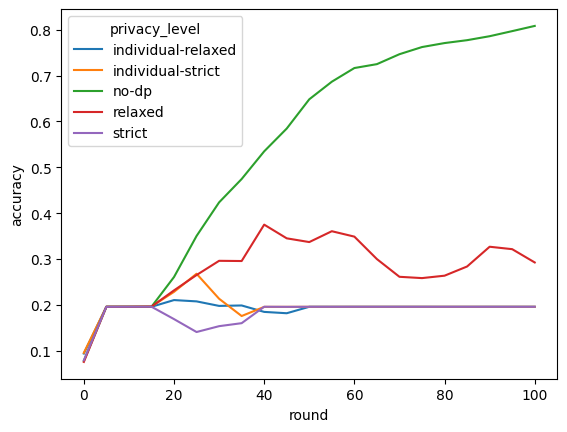 privacy_level
individual-relaxed
individual-strict
no-dp
relaxed
strict
accuracy
0.8
0.7
0.6
0.5
0.4
0.3
0.2
0.1
0 20 40 60 80 100
round